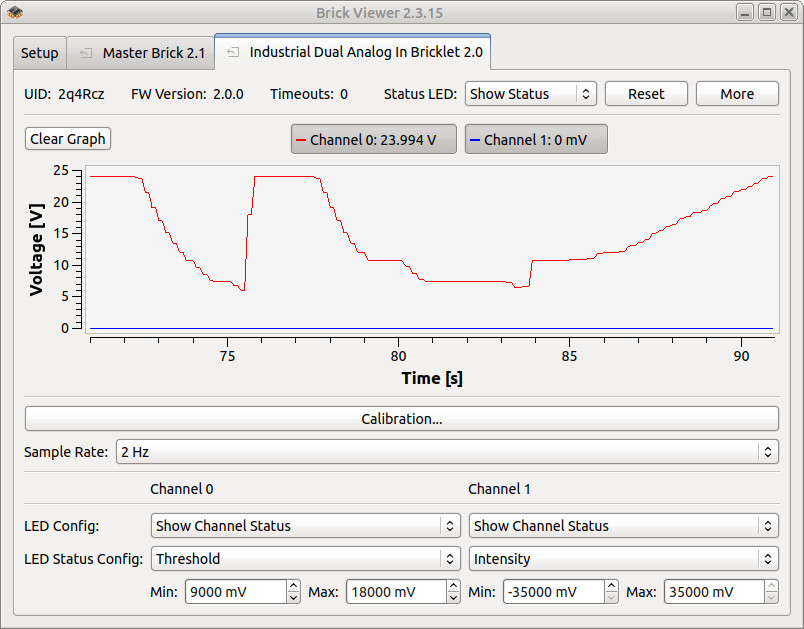 Brick Viewer 2.3.15
Setup Master Brick 2.1 Industrial Dual Analog In Bricklet 2.0
UID: 2q4Rcz FW Version: 2.0.0 Timeouts: 0 Status LED: Show Status Reset More
Clear Graph Channel 0: 23.994 V Channel 1: 0 mV
25
20
15
10
5
0
Voltage [V]
75 80 85 90
Time [s]
Calibration...
Sample Rate: 2 Hz
Channel 0 Channel 1
LED Config: Show Channel Status Show Channel Status
LED Status Config: Threshold Intensity
Min: 9000 mV Max: 18000 mV Min: -35000 mV Max: 35000 mV